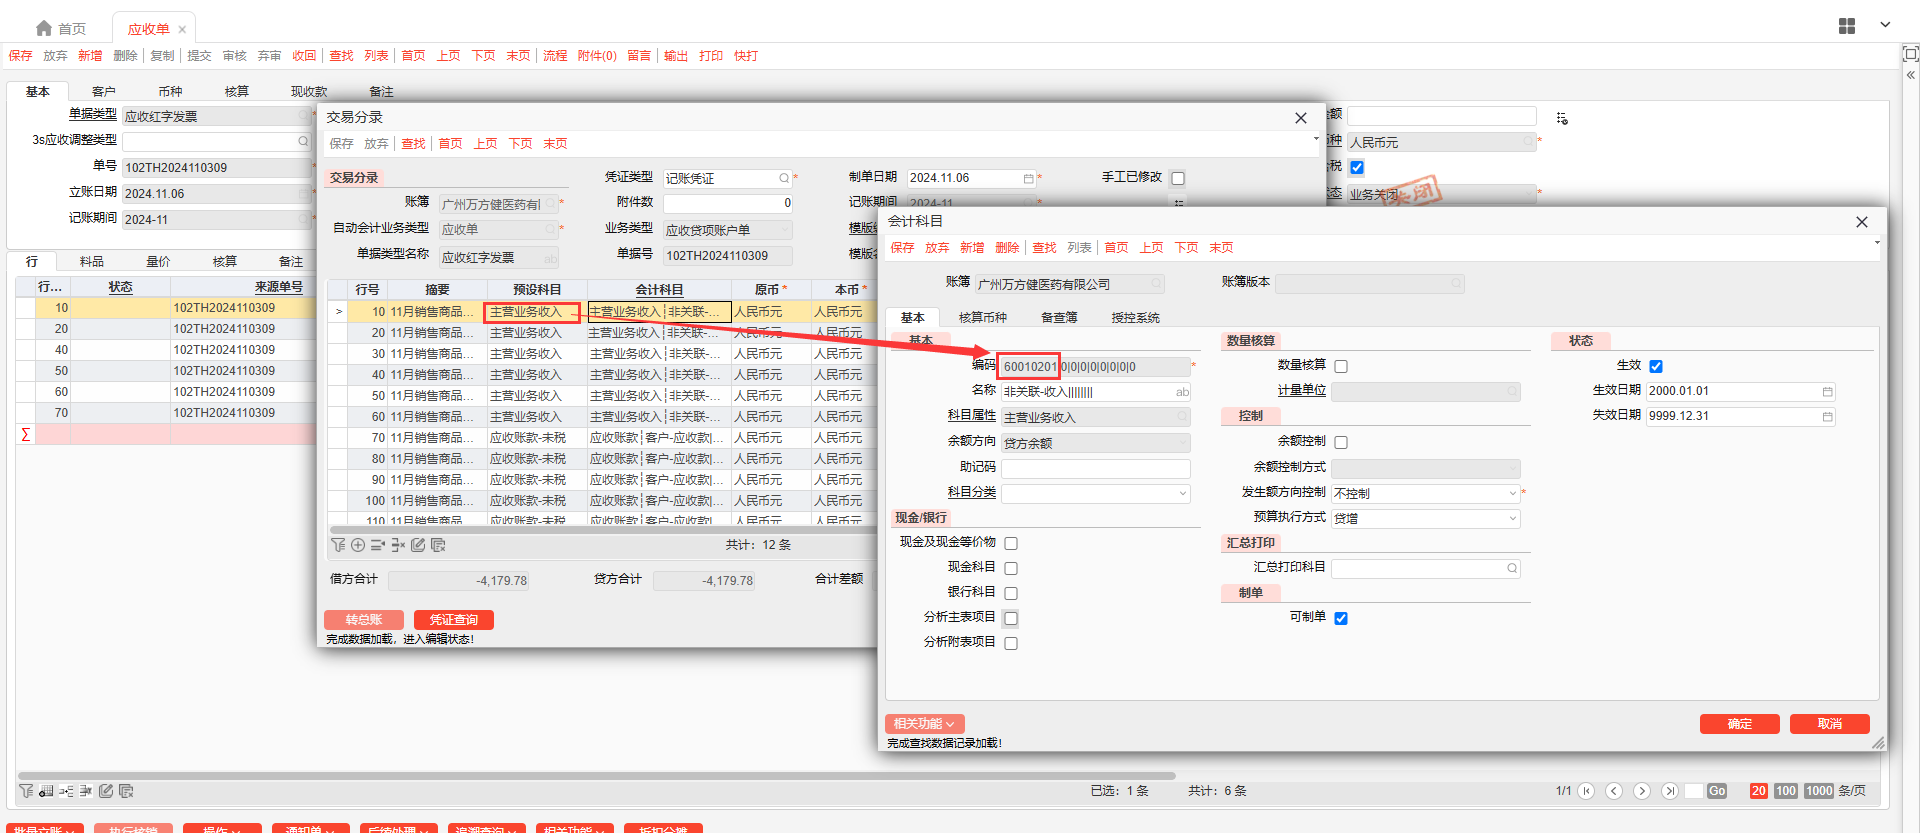 首页
应收单 ×
保存 放弃 新增 删除 复制 提交 审核 弃审 收回 查找 列表 首页 上页 下页 末页 流程 附件(0) 留言 输出 打印 快打
基本 客户 币种 核算 现收款 备注
单据类型 应收红字发票 *
3s应收调整类型
单号 102TH2024110309
立账日期 2024.11.06
记账期间 2024-11
人民币元 *
业务关闭 *
行 料品 量价 核算 备注
行... 状态 来源单号
10 102TH2024110309
20 102TH2024110309
40 102TH2024110309
50 102TH2024110309
60 102TH2024110309
70 102TH2024110309
Σ
交易分录
保存 放弃 查找 首页 上页 下页 末页
交易分录
凭证类型 记账凭证 *
制单日期 2024.11.06 *
手工已修改
账簿 广州万方健医药有 *
附件数 0
记账期间 2024-11
自动会计业务类型 应收单 *
业务类型 应收贷项账户单
单据类型名称 应收红字发票 ab
单据号 102TH2024110309
行号 摘要 预设科目 会计科目 原币 * 本币 *
> 10 11月销售商品... 主营业务收入 主营业务收入¦非关联-... 人民币元 人民币元
20 11月销售商品... 主营业务收入 主营业务收入¦非关联-... 人民币元 人民币元
30 11月销售商品... 主营业务收入 主营业务收入¦非关联-... 人民币元 人民币元
40 11月销售商品... 主营业务收入 主营业务收入¦非关联-... 人民币元 人民币元
50 11月销售商品... 主营业务收入 主营业务收入¦非关联-... 人民币元 人民币元
60 11月销售商品... 主营业务收入 主营业务收入¦非关联-... 人民币元 人民币元
70 11月销售商品... 应收账款-未税 应收账款¦客户-应收款|... 人民币元 人民币元
80 11月销售商品... 应收账款-未税 应收账款¦客户-应收款|... 人民币元 人民币元
90 11月销售商品... 应收账款-未税 应收账款¦客户-应收款|... 人民币元 人民币元
100 11月销售商品... 应收账款-未税 应收账款¦客户-应收款|... 人民币元 人民币元
110 11月销售商品... 应收账款-未税 应收账款¦客户-应收款|... 人民币元 人民币元
共计：12 条
借方合计 -4,179.78 贷方合计 -4,179.78 合计差额
转总账 凭证查询
完成数据加载，进入编辑状态！
会计科目
保存 放弃 新增 删除 查找 列表 首页 上页 下页 末页
账簿 广州万方健医药有限公司
账簿版本
基本 核算币种 备查簿 授控系统
基本
编码 60010201|0|0|0|0|0|0|0|0 *
名称 非关联-收入|||||||| ab
科目属性 主营业务收入
余额方向 贷方余额
助记码
科目分类
现金/银行
现金及现金等价物
现金科目
银行科目
分析主表项目
分析附表项目
数量核算
数量核算
计量单位
控制
余额控制
余额控制方式
发生额方向控制 不控制 *
预算执行方式 贷增
汇总打印
汇总打印科目
制单
可制单
状态
生效
生效日期 2000.01.01
失效日期 9999.12.31
相关功能
确定 取消
完成查找数据记录加载！
已选：1 条 共计：6 条
1/1 Go 20 100 1000 条/页
批量立账 执行核销 操作 通知单 后续处理 追溯查询 相关功能 折扣分摊